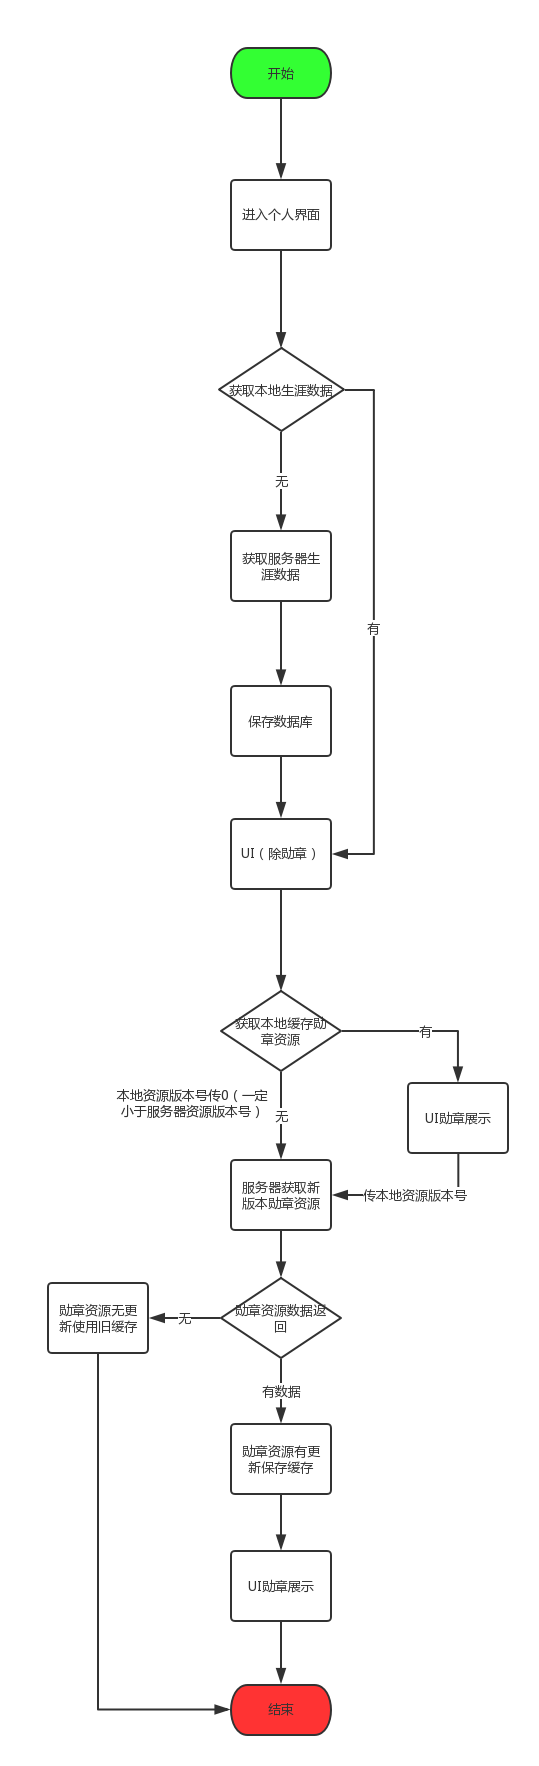 开始
进入个人界面
获取本地生涯数据
无
获取服务器生
涯数据
有
保存数据库
UI（除勋章）
获取本地缓存勋
章资源
有
本地资源版本号传0（一定
小于服务器资源版本号）
无
UI勋章展示
服务器获取新
版本勋章资源
传本地资源版本号
勋章资源无更
新使用旧缓存
无
勋章资源数据返
回
有数据
勋章资源有更
新保存缓存
UI勋章展示
结束